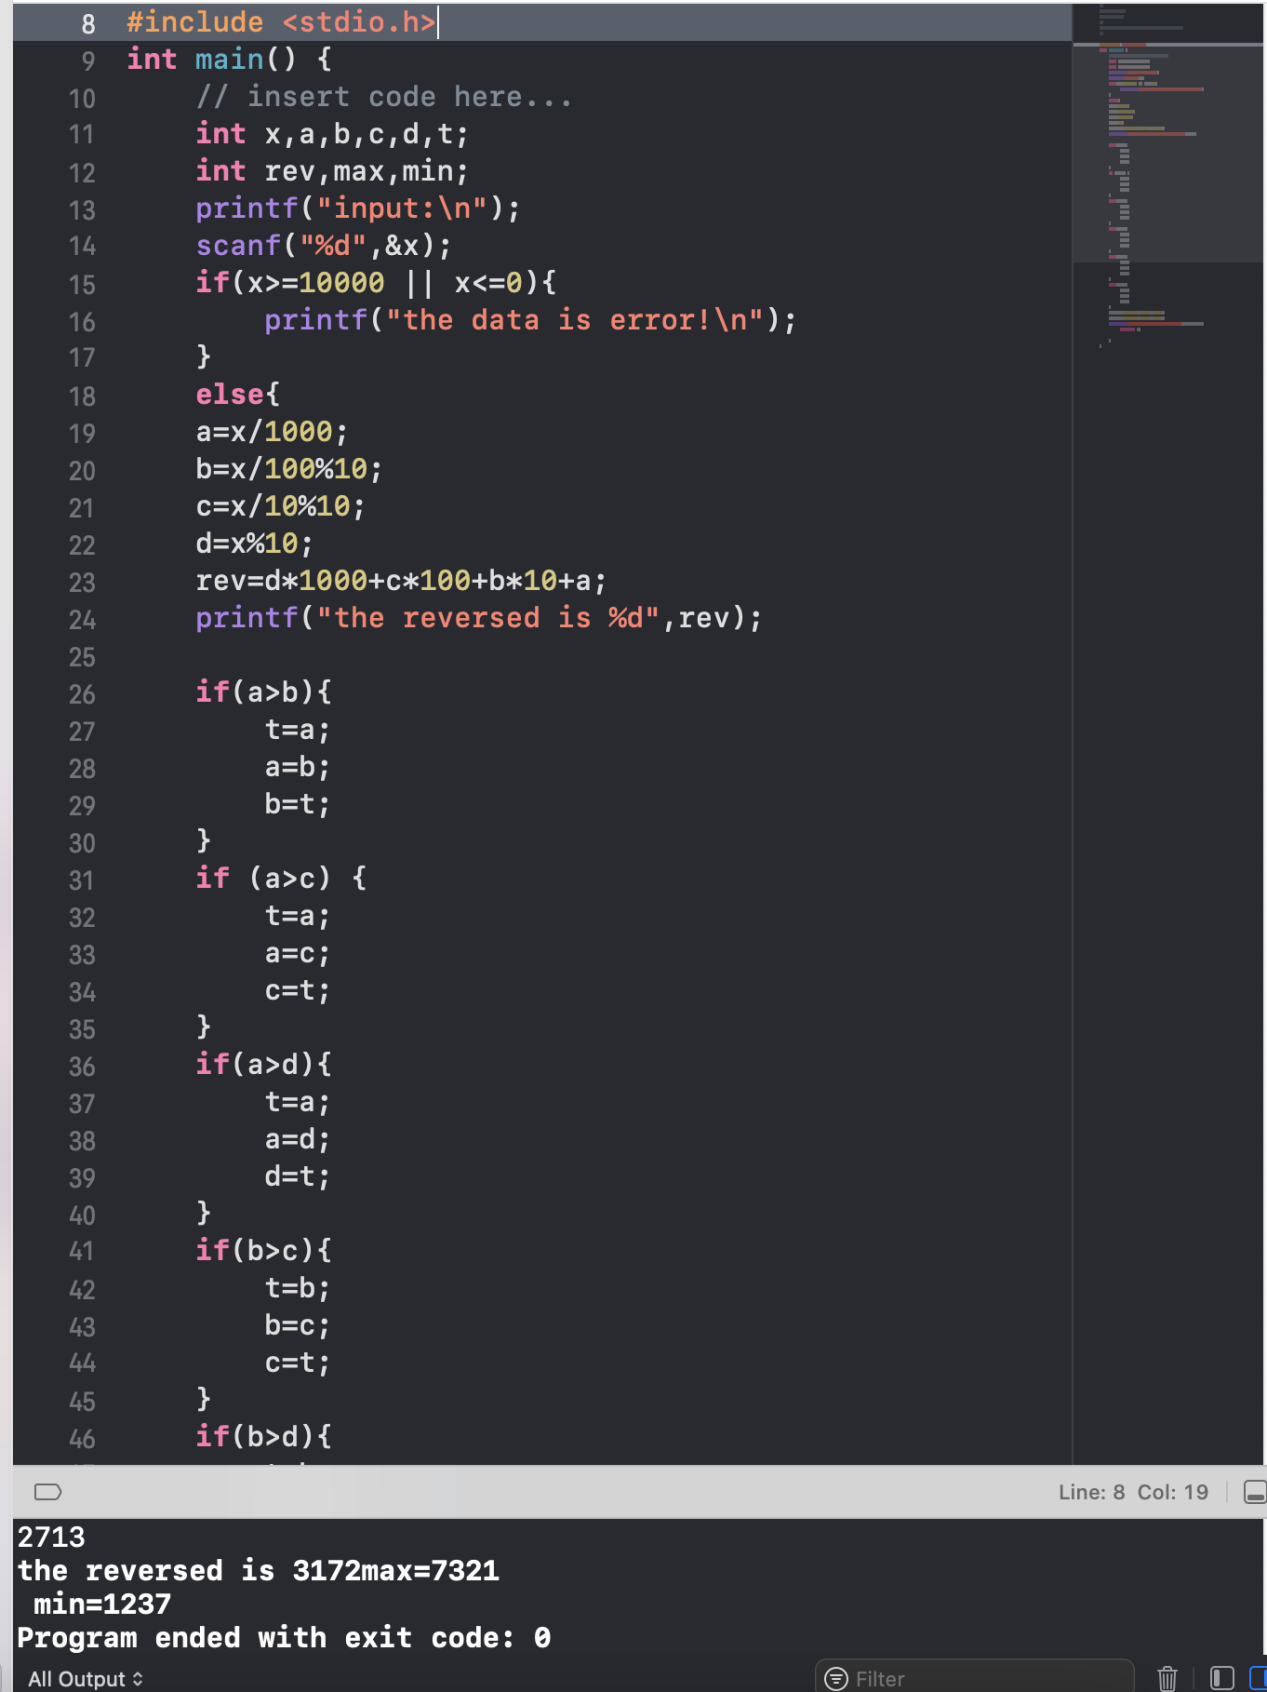 8 #include <stdio.h>
9 int main() {
10 // insert code here...
11 int x,a,b,c,d,t;
12 int rev,max,min;
13 printf("input:\n");
14 scanf("%d",&x);
15 if(x>=10000 || x<=0){
16 printf("the data is error!\n");
17 }
18 else{
19 a=x/1000;
20 b=x/100%10;
21 c=x/10%10;
22 d=x%10;
23 rev=d*1000+c*100+b*10+a;
24 printf("the reversed is %d",rev);
25
26 if(a>b){
27 t=a;
28 a=b;
29 b=t;
30 }
31 if (a>c) {
32 t=a;
33 a=c;
34 c=t;
35 }
36 if(a>d){
37 t=a;
38 a=d;
39 d=t;
40 }
41 if(b>c){
42 t=b;
43 b=c;
44 c=t;
45 }
46 if(b>d){
Line: 8 Col: 19
2713
the reversed is 3172max=7321
min=1237
Program ended with exit code: 0
All Output Filter